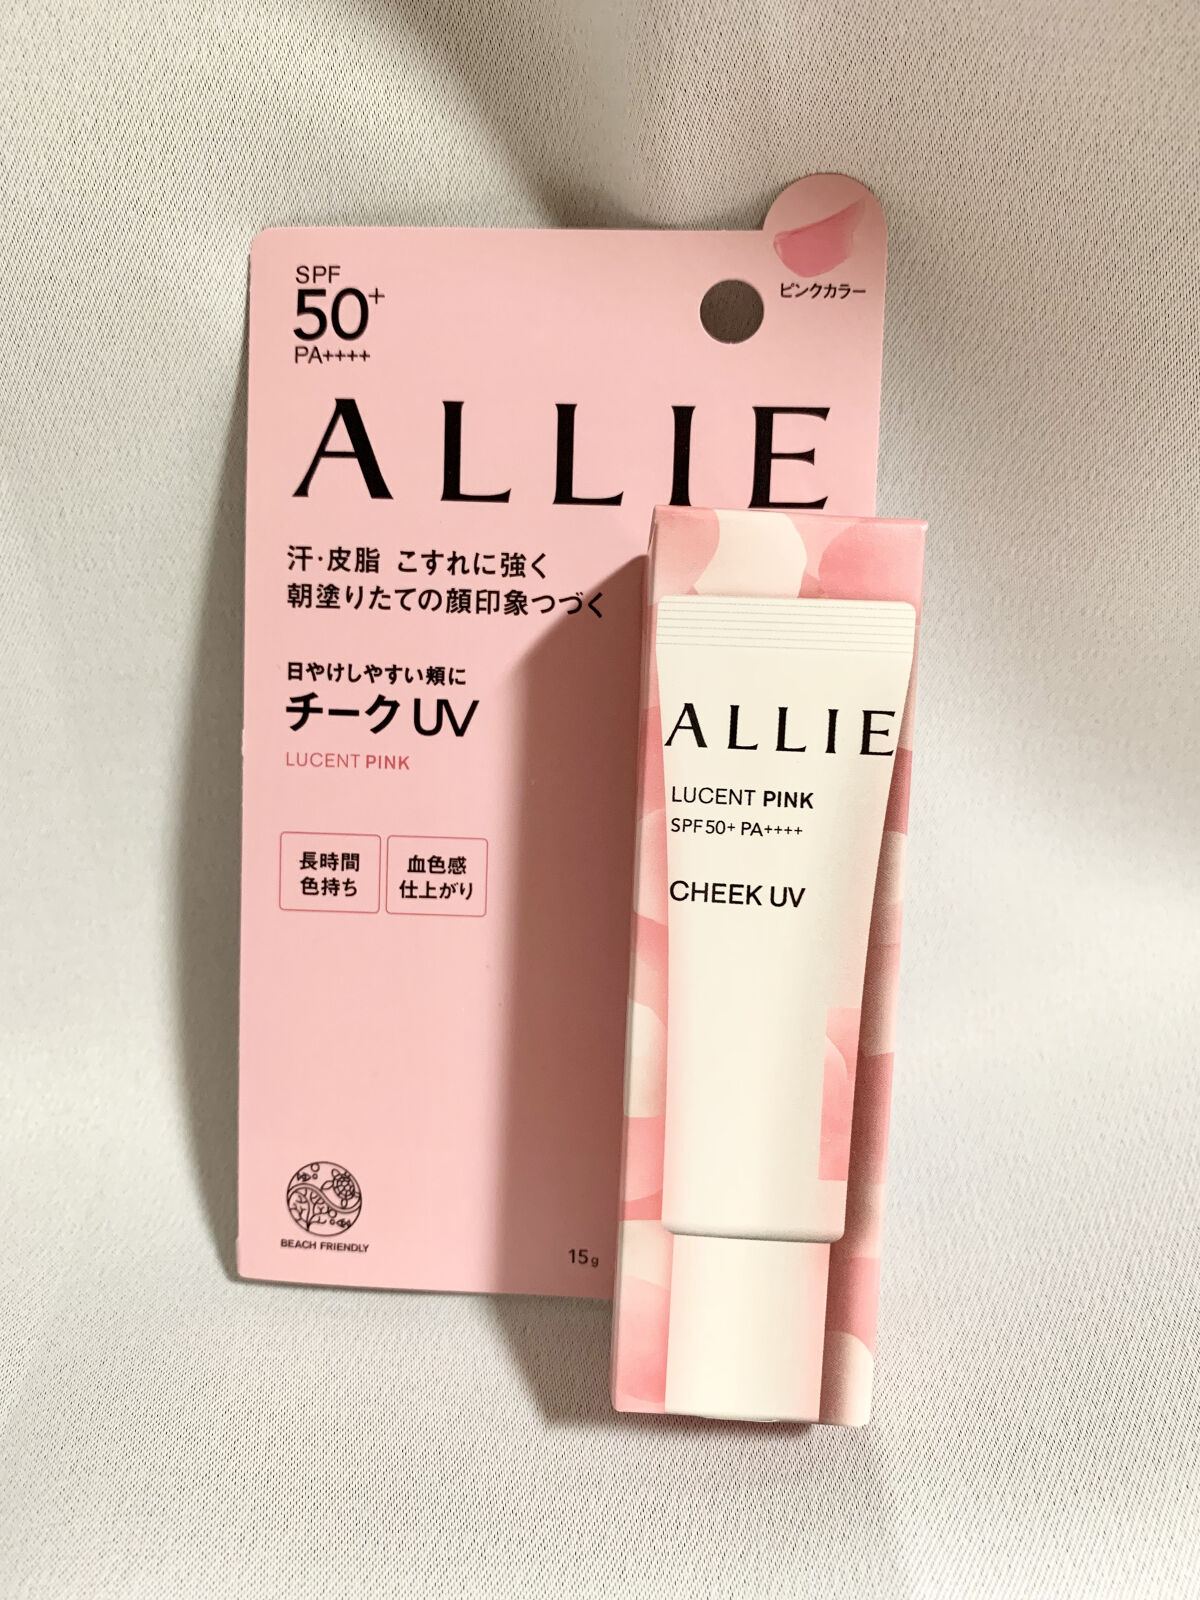 SPF
50+
PA++++
ピンクカラー
ALLIE
汗・皮脂 こすれに強く
朝塗りたての顔印象つづく
日やけしやすい頬に
チークUV
LUCENT PINK
長時間
色持ち
血色感
仕上がり
BEACH FRIENDLY
15g
ALLIE
LUCENT PINK
SPF50+ PA++++
CHEEK UV